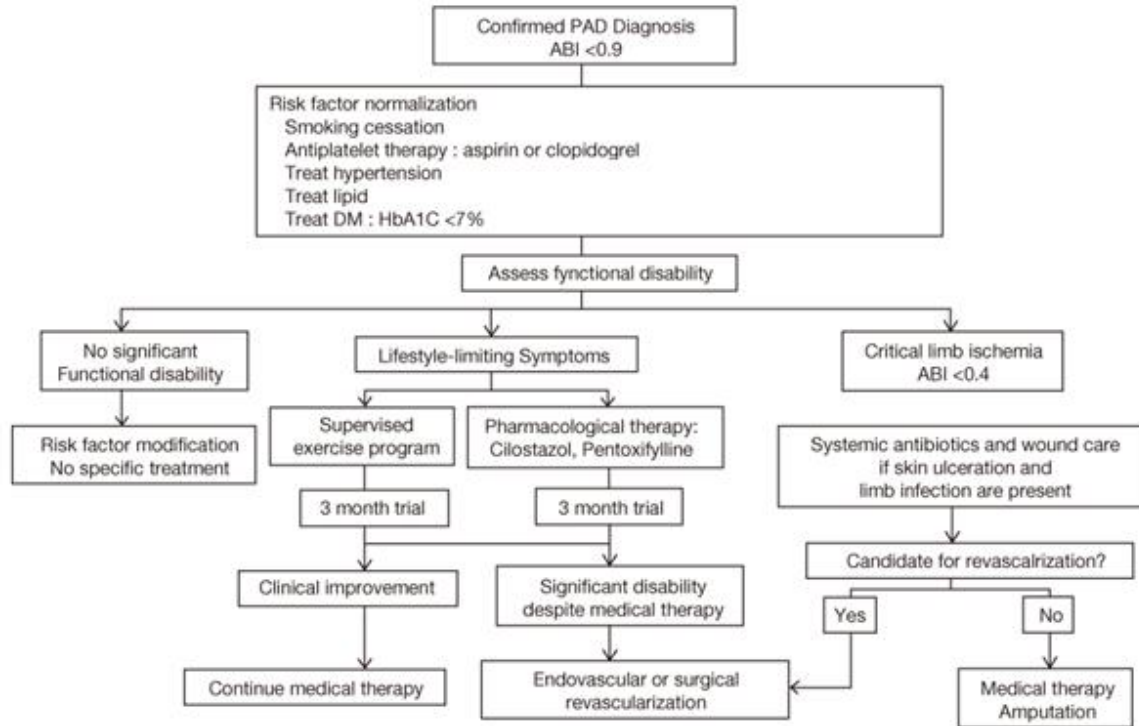 Confirmed PAD Diagnosis
ABI <0.9
Risk factor normalization
Smoking cessation
Antiplatelet therapy : aspirin or clopidogrel
Treat hypertension
Treat lipid
Treat DM : HbA1C <7%
Assess functional disability
No significant
Functional disability
Lifestyle-limiting Symptoms
Critical limb ischemia
ABI <0.4
Risk factor modification
No specific treatment
Supervised
exercise program
Pharmacological therapy:
Cilostazol, Pentoxifylline
Systemic antibiotics and wound care
if skin ulceration and
limb infection are present
3 month trial
3 month trial
Candidate for revascalrization?
Clinical improvement
Significant disability
despite medical therapy
Yes
No
Continue medical therapy
Endovascular or surgical
revascularization
Medical therapy
Amputation